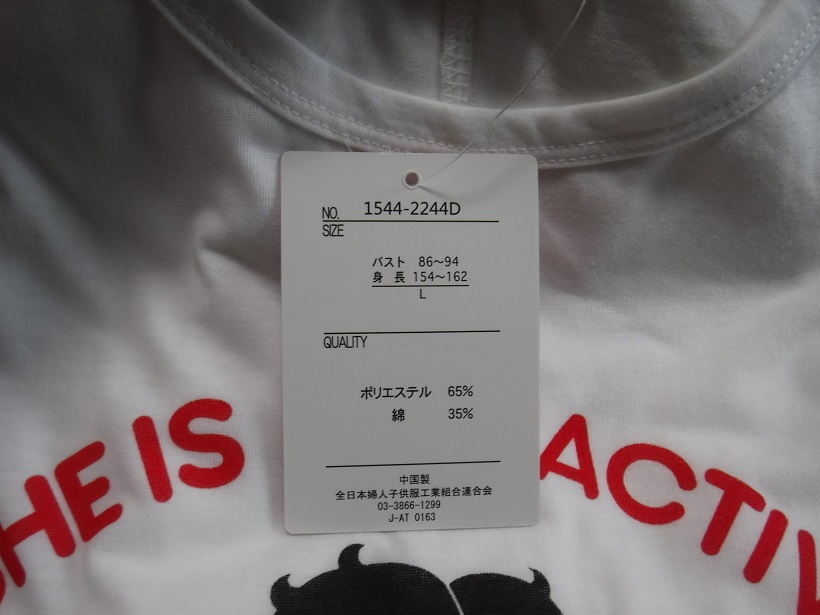 NO. 1544-2244D
SIZE
バスト 86～94
身 長 154～162
L
QUALITY
ポリエステル 65%
綿 35%
中国製
全日本婦人子供服工業組合連合会
03-3866-1299
J-AT 0163
HE IS ACTIV